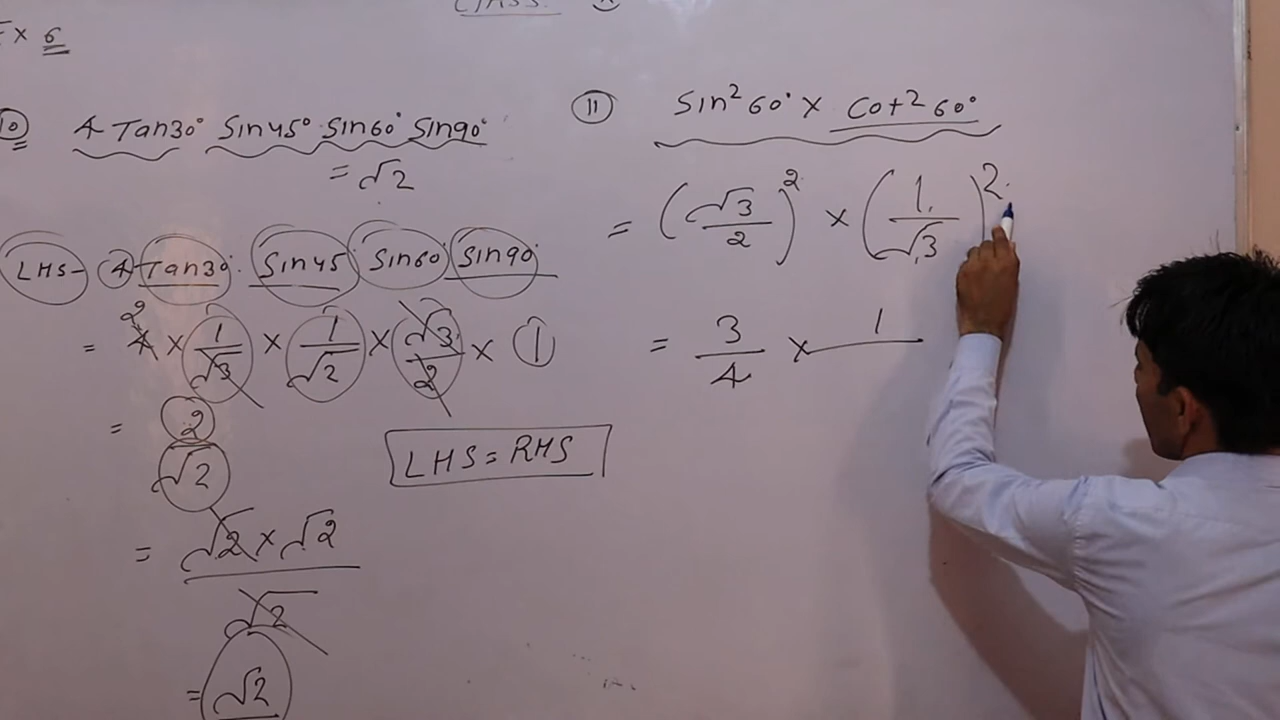 Ex 6
10 4 Tan30° Sin45° Sin60° Sin90°
= √2
LHS- 4 Tan30° Sin45 Sin60 Sin90°
= 2 4 × 1/√3 × 1/√2 × √3/2 × 1
= 2/√2
LHS = RHS
= √2 × √2/√2
= √2
11 Sin² 60° × Cot² 60°
= (√3/2)² × (1/√3)²
= 3/4 × 1